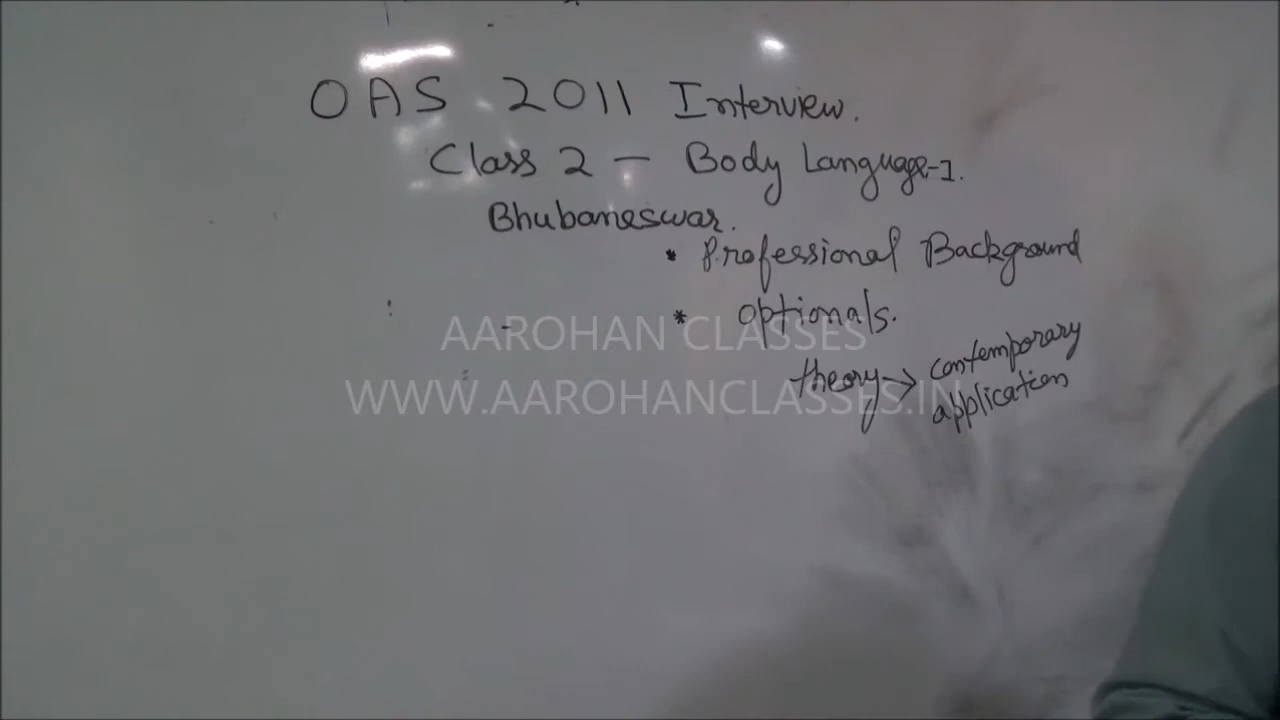 OAS 2011 Interview.
Class 2 — Body Language-1.
Bhubaneswar.
* Professional Background
* Optionals.
theory → contemporary
application
AAROHAN CLASSES
WWW.AAROHANCLASSES.IN